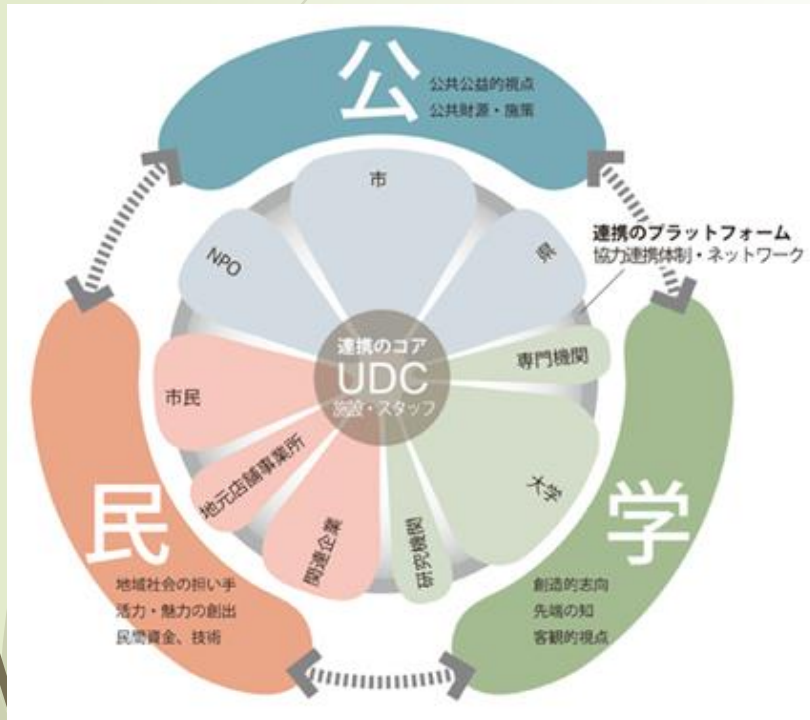 公
公共公益的視点
公共財源・施策
市
NPO
県
連携のプラットフォーム
協力連携体制・ネットワーク
連携のコア
UDC
施設・スタッフ
専門機関
市民
地元店舗事業所
関連企業
研究機関
大学
民
地域社会の担い手
活力・魅力の創出
民間資金、技術
学
創造的志向
先端の知
客観的視点